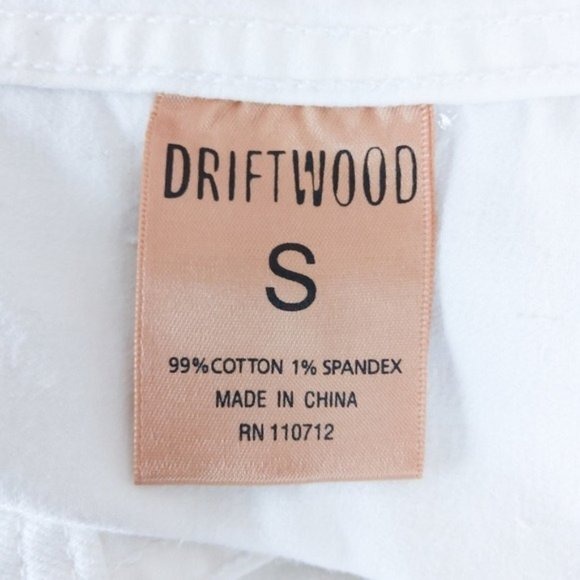 DRIFTWOOD
S
99%COTTON 1% SPANDEX
MADE IN CHINA
RN 110712